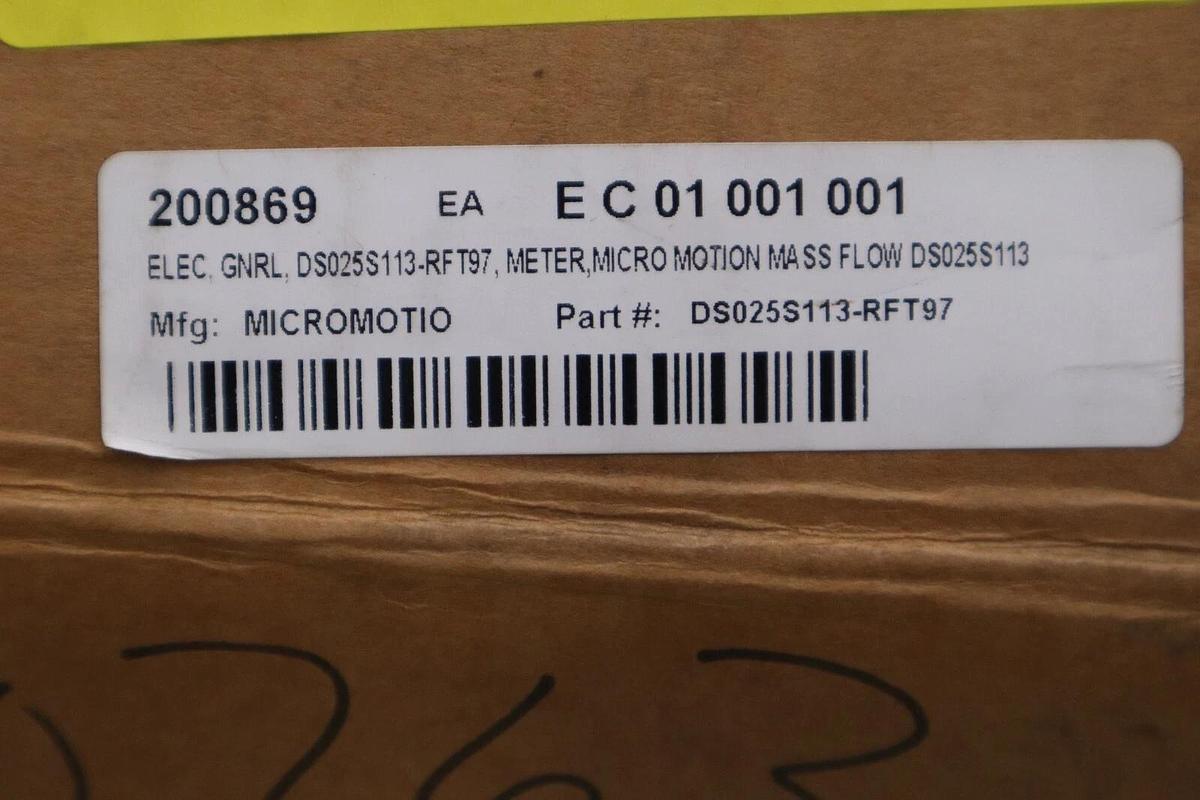 200869 EA E C 01 001 001
ELEC, GNRL, DS025S113-RFT97, METER,MICRO MOTION MASS FLOW DS025S113
Mfg: MICROMOTIO Part #: DS025S113-RFT97